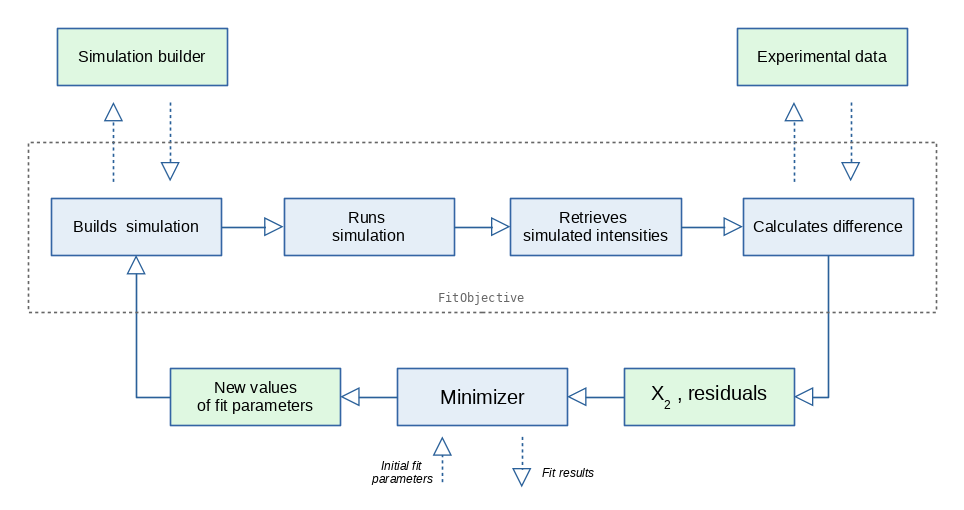 Simulation builder
Experimental data
Builds  simulation
Runs
simulation
Retrieves
simulated intensities
Calculates difference
FitObjective
New values
of fit parameters
Minimizer
X2 , residuals
Initial fit
parameters
Fit results